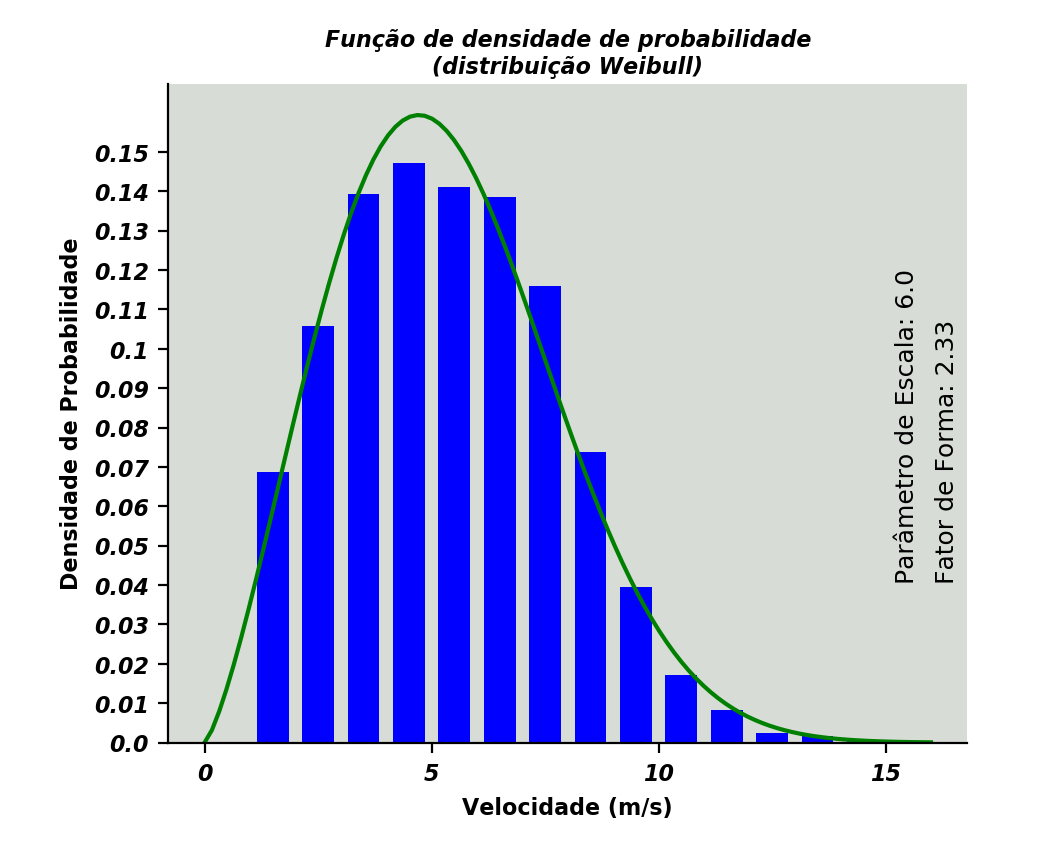 Função de densidade de probabilidade
(distribuição Weibull)
Densidade de Probabilidade
0.15
0.14
0.13
0.12
0.11
0.1
0.09
0.08
0.07
0.06
0.05
0.04
0.03
0.02
0.01
0.0
Parâmetro de Escala: 6.0
Fator de Forma: 2.33
0 5 10 15
Velocidade (m/s)